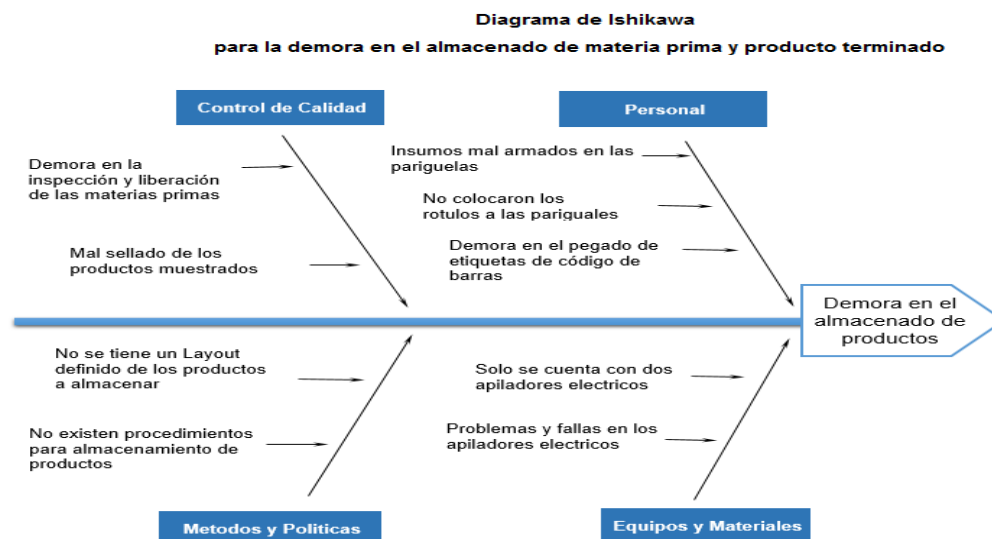 Diagrama de Ishikawa
para la demora en el almacenado de materia prima y producto terminado
Control de Calidad
Personal
Demora en la
inspección y liberación
de las materias primas
Mal sellado de los
productos muestrados
Insumos mal armados en las
pariguelas
No colocaron los
rotulos a las pariguales
Demora en el pegado de
etiquetas de código de
barras
Demora en el
almacenado de
productos
No se tiene un Layout
definido de los productos
a almacenar
No existen procedimientos
para almacenamiento de
productos
Solo se cuenta con dos
apiladores electricos
Problemas y fallas en los
apiladores electricos
Metodos y Politicas
Equipos y Materiales